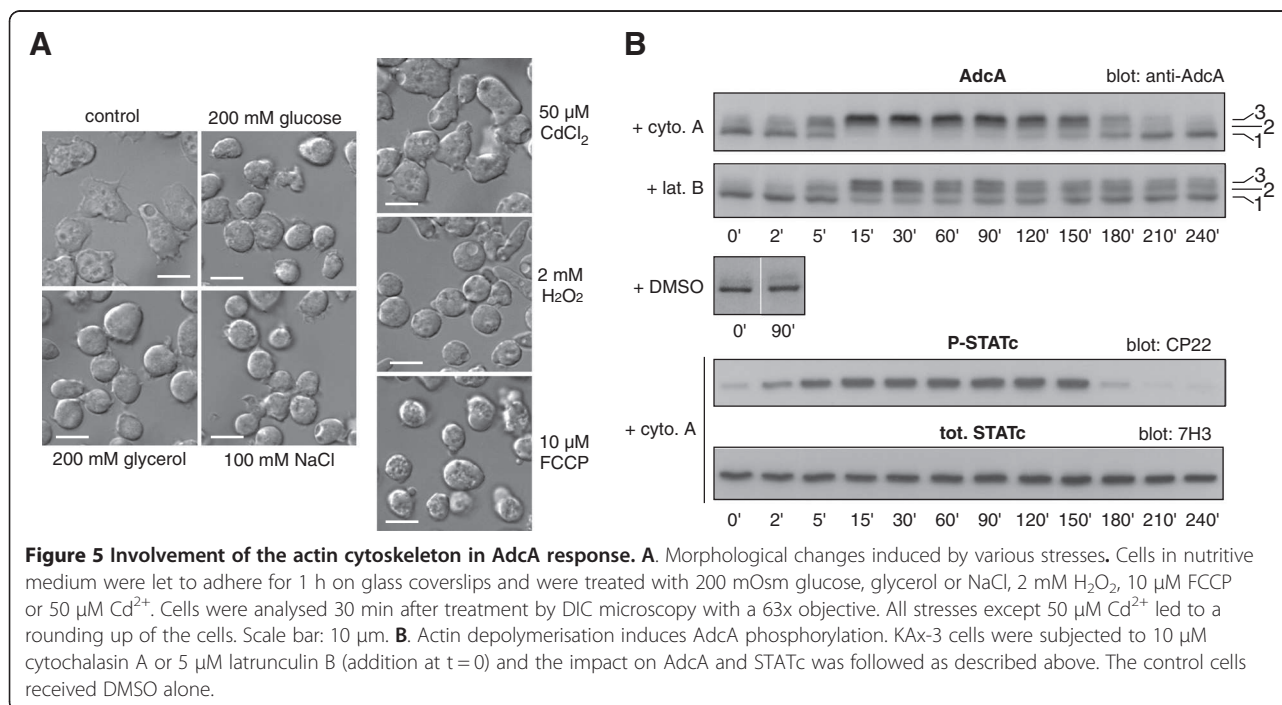 A
control
200 mM glucose
200 mM glycerol
100 mM NaCl
50 µM
CdCl2
2 mM
H2O2
10 µM
FCCP
B
AdcA
blot: anti-AdcA
+ cyto. A
3
2
1
+ lat. B
3
2
1
0' 2' 5' 15' 30' 60' 90' 120' 150' 180' 210' 240'
+ DMSO
0' 90'
P-STATc
blot: CP22
+ cyto. A
tot. STATc
blot: 7H3
0' 2' 5' 15' 30' 60' 90' 120' 150' 180' 210' 240'
Figure 5 Involvement of the actin cytoskeleton in AdcA response. A. Morphological changes induced by various stresses. Cells in nutritive
medium were let to adhere for 1 h on glass coverslips and were treated with 200 mOsm glucose, glycerol or NaCl, 2 mM H2O2, 10 μM FCCP
or 50 μM Cd2+. Cells were analysed 30 min after treatment by DIC microscopy with a 63x objective. All stresses except 50 μM Cd2+ led to a
rounding up of the cells. Scale bar: 10 μm. B. Actin depolymerisation induces AdcA phosphorylation. KAx-3 cells were subjected to 10 μM
cytochalasin A or 5 μM latrunculin B (addition at t = 0) and the impact on AdcA and STATc was followed as described above. The control cells
received DMSO alone.